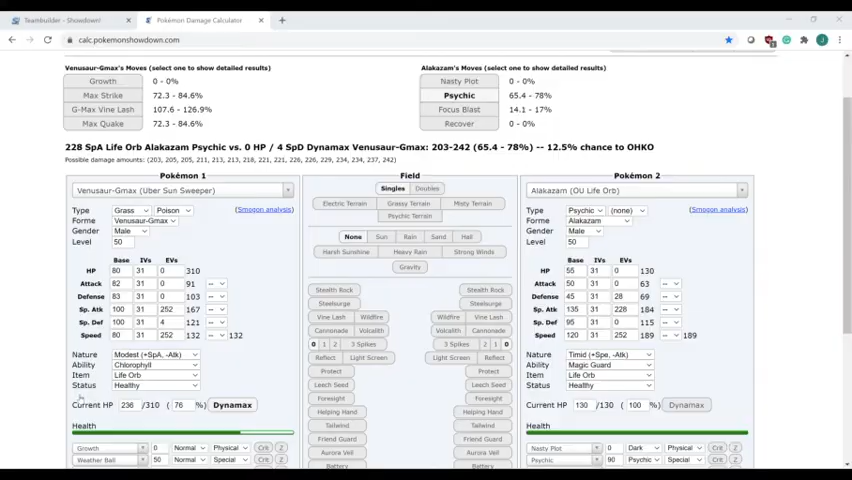 Teambuilder - Showdown!
Pokémon Damage Calculator
calc.pokemonshowdown.com
Venusaur-Gmax's Moves (select one to show detailed results)
Alakazam's Moves (select one to show detailed results)
Growth 0 - 0%
Nasty Plot 0 - 0%
Max Strike 72.3 - 84.6%
Psychic 65.4 - 78%
G-Max Vine Lash 107.6 - 126.9%
Focus Blast 14.1 - 17%
Max Quake 72.3 - 84.6%
Recover 0 - 0%
228 SpA Life Orb Alakazam Psychic vs. 0 HP / 4 SpD Dynamax Venusaur-Gmax: 203-242 (65.4 - 78%) -- 12.5% chance to OHKO
Possible damage amounts: (203, 205, 205, 211, 213, 213, 218, 221, 221, 226, 226, 229, 234, 234, 237, 242)
Pokémon 1
Venusaur-Gmax (Uber Sun Sweeper)
Type Grass Poison (Smogon analysis)
Forme Venusaur-Gmax
Gender Male
Level 50
Base IVs EVs
HP 80 31 0 310
Attack 82 31 0 91 --
Defense 83 31 0 103 --
Sp. Atk 100 31 252 167 --
Sp. Def 100 31 4 121 --
Speed 80 31 252 132 -- 132
Nature Modest (+SpA, -Atk)
Ability Chlorophyll
Item Life Orb
Status Healthy
Current HP 236 /310 ( 76 %) Dynamax
Health
Growth 0 Normal Physical Crit Z
Weather Ball 50 Normal Special Crit Z
Field
Singles Doubles
Electric Terrain Grassy Terrain Misty Terrain
Psychic Terrain
None Sun Rain Sand Hail
Harsh Sunshine Heavy Rain Strong Winds
Gravity
Stealth Rock Stealth Rock
Steelsurge Steelsurge
Vine Lash Wildfire Wildfire Vine Lash
Cannonade Volcalith Volcalith Cannonade
0 1 2 3 Spikes 3 Spikes 2 1 0
Reflect Light Screen Light Screen Reflect
Protect Protect
Leech Seed Leech Seed
Foresight Foresight
Helping Hand Helping Hand
Tailwind Tailwind
Friend Guard Friend Guard
Aurora Veil Aurora Veil
Battery Battery
Pokémon 2
Alakazam (OU Life Orb)
Type Psychic (none) (Smogon analysis)
Forme Alakazam
Gender Male
Level 50
Base IVs EVs
HP 55 31 0 130
Attack 50 31 0 63 --
Defense 45 31 28 69 --
Sp. Atk 135 31 228 184 --
Sp. Def 95 31 0 115 --
Speed 120 31 252 189 -- 189
Nature Timid (+Spe, -Atk)
Ability Magic Guard
Item Life Orb
Status Healthy
Current HP 130 /130 ( 100 %) Dynamax
Health
Nasty Plot 0 Dark Physical Crit Z
Psychic 90 Psychic Special Crit Z